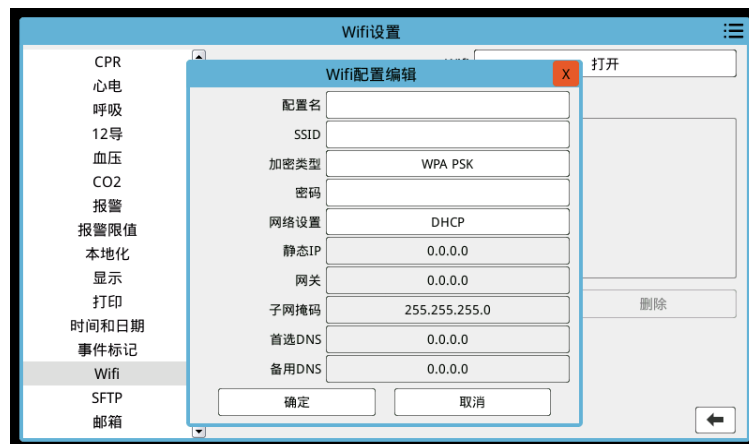 Wifi设置
CPR
心电
呼吸
12导
血压
CO2
报警
报警限值
本地化
显示
打印
时间和日期
事件标记
Wifi
SFTP
邮箱
打开
删除
Wifi配置编辑
X
配置名
SSID
加密类型 WPA PSK
密码
网络设置 DHCP
静态IP 0.0.0.0
网关 0.0.0.0
子网掩码 255.255.255.0
首选DNS 0.0.0.0
备用DNS 0.0.0.0
确定 取消